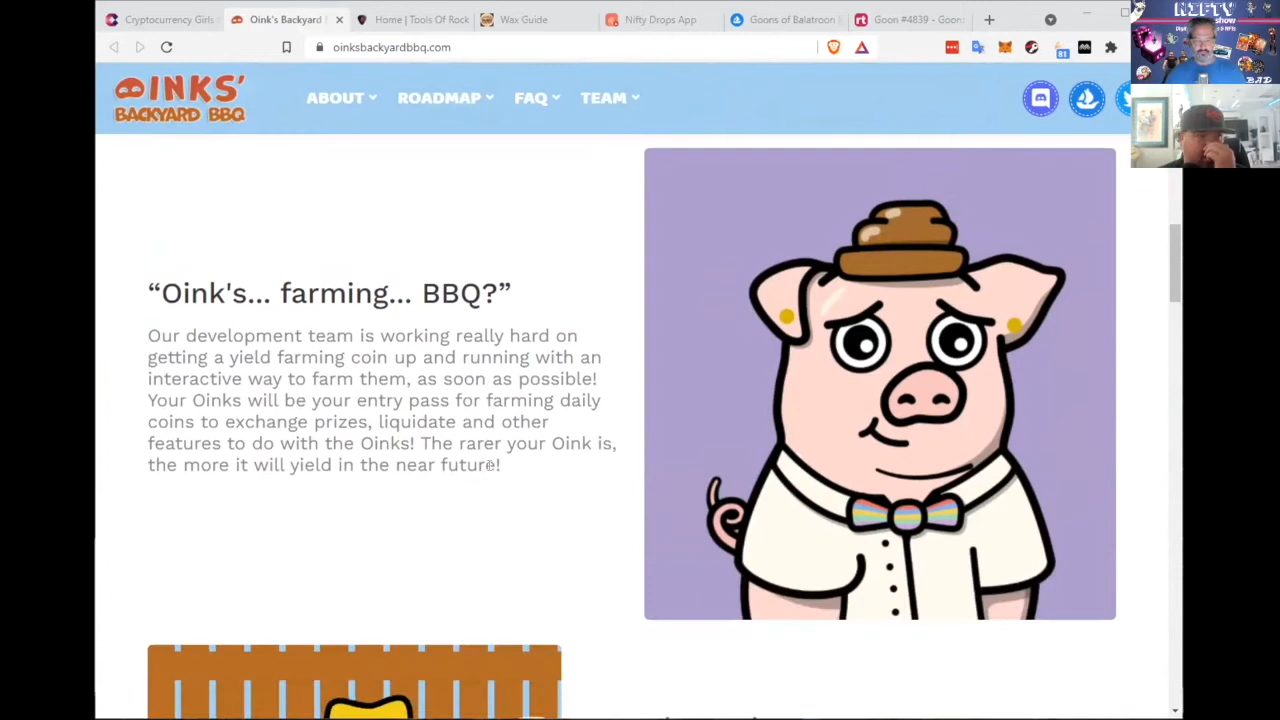 Cryptocurrency Girls
Oink's Backyard
Home | Tools Of Rock
Wax Guide
Nifty Drops App
Goons of Balatroon
Goon #4839 - Goon
oinksbackyardbbq.com
81
NIFTY
show
BAD
OINKS'
BACKYARD BBQ
ABOUT
ROADMAP
FAQ
TEAM
“Oink's... farming... BBQ?”
Our development team is working really hard on
getting a yield farming coin up and running with an
interactive way to farm them, as soon as possible!
Your Oinks will be your entry pass for farming daily
coins to exchange prizes, liquidate and other
features to do with the Oinks! The rarer your Oink is,
the more it will yield in the near future!